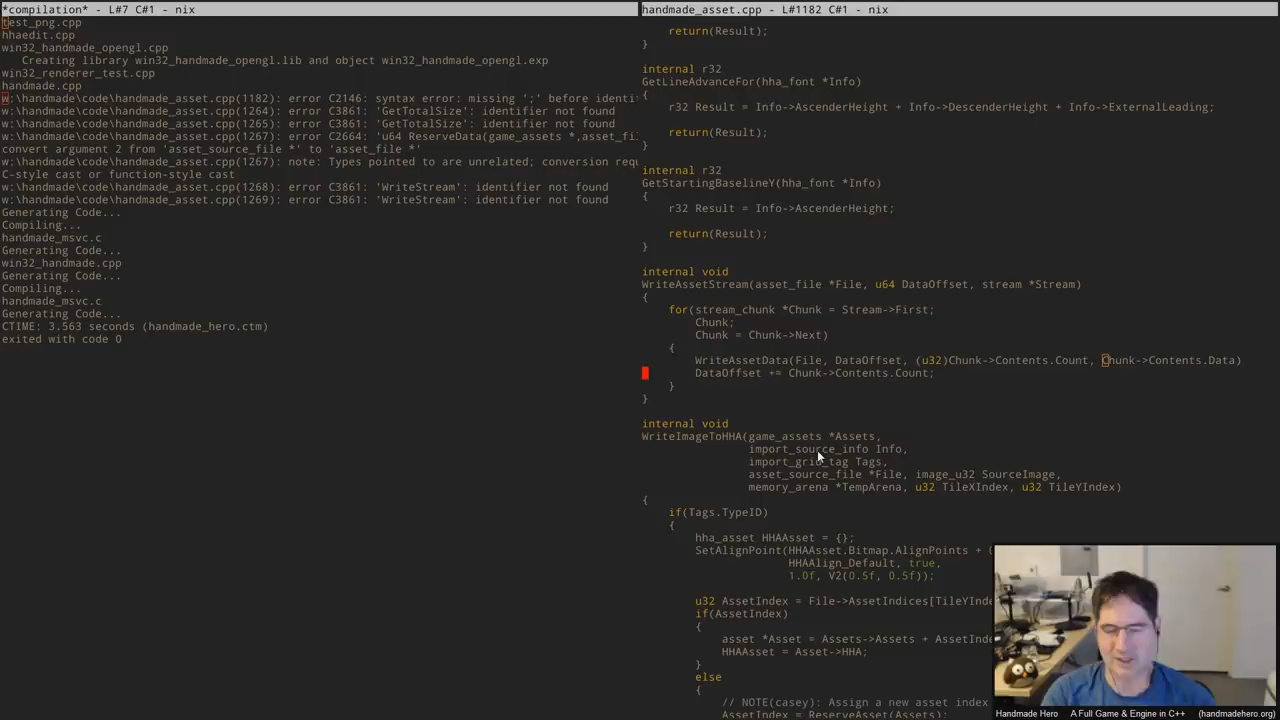 *compilation* - L#7 C#1 - nix
test_png.cpp
hhaedit.cpp
win32_handmade_opengl.cpp
Creating library win32_handmade_opengl.lib and object win32_handmade_opengl.exp
win32_renderer_test.cpp
handmade.cpp
w:\handmade\code\handmade_asset.cpp(1182): error C2146: syntax error: missing ';' before identi
w:\handmade\code\handmade_asset.cpp(1264): error C3861: 'GetTotalSize': identifier not found
w:\handmade\code\handmade_asset.cpp(1265): error C3861: 'GetTotalSize': identifier not found
w:\handmade\code\handmade_asset.cpp(1267): error C2664: 'u64 ReserveData(game_assets *,asset_fi
convert argument 2 from 'asset_source_file *' to 'asset_file *'
w:\handmade\code\handmade_asset.cpp(1267): note: Types pointed to are unrelated; conversion requ
C-style cast or function-style cast
w:\handmade\code\handmade_asset.cpp(1268): error C3861: 'WriteStream': identifier not found
w:\handmade\code\handmade_asset.cpp(1269): error C3861: 'WriteStream': identifier not found
Generating Code...
Compiling...
handmade_msvc.c
Generating Code...
win32_handmade.cpp
Generating Code...
Compiling...
handmade_msvc.c
Generating Code...
CTIME: 3.563 seconds (handmade_hero.ctm)
exited with code 0
handmade_asset.cpp - L#1182 C#1 - nix
return(Result);
}
internal r32
GetLineAdvanceFor(hha_font *Info)
{
r32 Result = Info->AscenderHeight + Info->DescenderHeight + Info->ExternalLeading;
return(Result);
}
internal r32
GetStartingBaselineY(hha_font *Info)
{
r32 Result = Info->AscenderHeight;
return(Result);
}
internal void
WriteAssetStream(asset_file *File, u64 DataOffset, stream *Stream)
{
for(stream_chunk *Chunk = Stream->First;
Chunk;
Chunk = Chunk->Next)
{
WriteAssetData(File, DataOffset, (u32)Chunk->Contents.Count, Chunk->Contents.Data)
DataOffset += Chunk->Contents.Count;
}
}
internal void
WriteImageToHHA(game_assets *Assets,
import_source_info Info,
import_grid_tag Tags,
asset_source_file *File, image_u32 SourceImage,
memory_arena *TempArena, u32 TileXIndex, u32 TileYIndex)
{
if(Tags.TypeID)
{
hha_asset HHAAsset = {};
SetAlignPoint(HHAAsset.Bitmap.AlignPoints +
HHAAlign_Default, true,
1.0f, V2(0.5f, 0.5f));
u32 AssetIndex = File->AssetIndices[TileYInde
if(AssetIndex)
{
asset *Asset = Assets->Assets + AssetInde
HHAAsset = Asset->HHA;
}
else
{
// NOTE(casey): Assign a new asset index
AssetIndex = ReserveAsset(Assets);
Handmade Hero A Full Game & Engine in C++ (handmadehero.org)